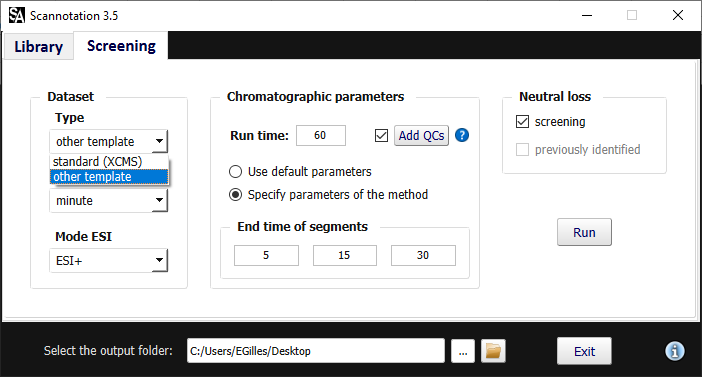 SA Scannotation 3.5
Library Screening
Dataset
Type
other template
standard (XCMS)
other template
minute
Mode ESI
ESI+
Chromatographic parameters
Run time: 60 Add QCs ?
Use default parameters
Specify parameters of the method
End time of segments
5 15 30
Neutral loss
screening
previously identified
Run
Select the output folder: C:/Users/EGilles/Desktop ... Exit i